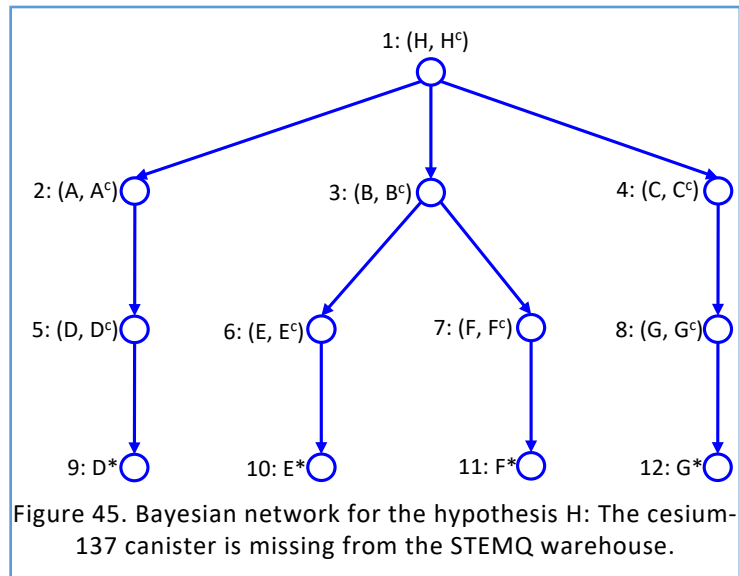 1: (H, Hᶜ)
2: (A, Aᶜ)
3: (B, Bᶜ)
4: (C, Cᶜ)
5: (D, Dᶜ)
6: (E, Eᶜ)
7: (F, Fᶜ)
8: (G, Gᶜ)
9: D*
10: E*
11: F*
12: G*
Figure 45. Bayesian network for the hypothesis H: The cesium-
137 canister is missing from the STEMQ warehouse.